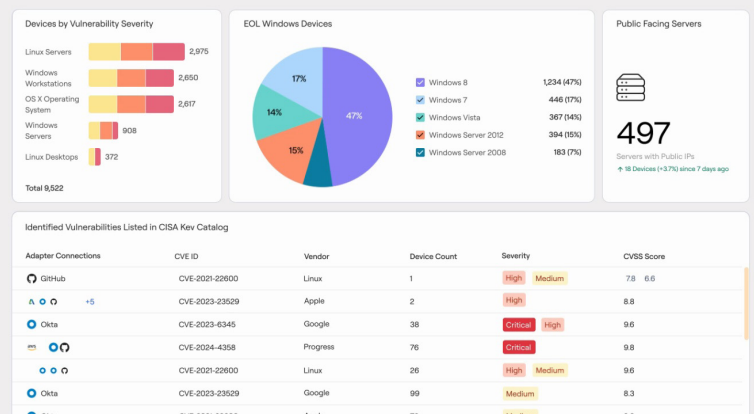 Devices by Vulnerability Severity
Linux Servers 2,975
Windows
Workstations 2,650
OS X Operating
System 2,617
Windows
Servers 908
Linux Desktops 372
Total 9,522
EOL Windows Devices
17%
14%
47%
15%
Windows 8 1,234 (47%)
Windows 7 446 (17%)
Windows Vista 367 (14%)
Windows Server 2012 394 (15%)
Windows Server 2008 183 (7%)
Public Facing Servers
497
Servers with Public IPs
↑ 18 Devices (+3.7%) since 7 days ago
Identified Vulnerabilities Listed in CISA Kev Catalog
Adapter Connections CVE ID Vendor Device Count Severity CVSS Score
GitHub CVE-2021-22600 Linux 1 High Medium 7.8 6.6
+5 CVE-2023-23529 Apple 2 High 8.8
Okta CVE-2023-6345 Google 38 Critical High 9.6
aws CVE-2024-4358 Progress 76 Critical 9.8
CVE-2021-22600 Linux 26 High Medium 9.6
Okta CVE-2023-23529 Google 99 Medium 8.3